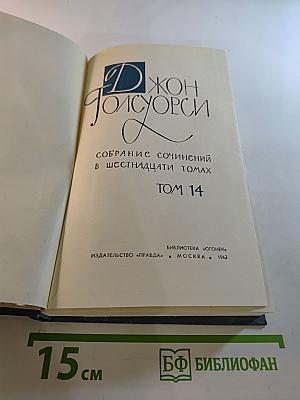 ДЖОН
ГОЛСУОРСИ
СОБРАНИЕ СОЧИНЕНИЙ
В ШЕСТНАДЦАТИ ТОМАХ
ТОМ 14
БИБЛИОТЕКА «ОГОНЕК»
ИЗДАТЕЛЬСТВО «ПРАВДА» • МОСКВА • 1962
15 см
БФ БИБЛИОФАН